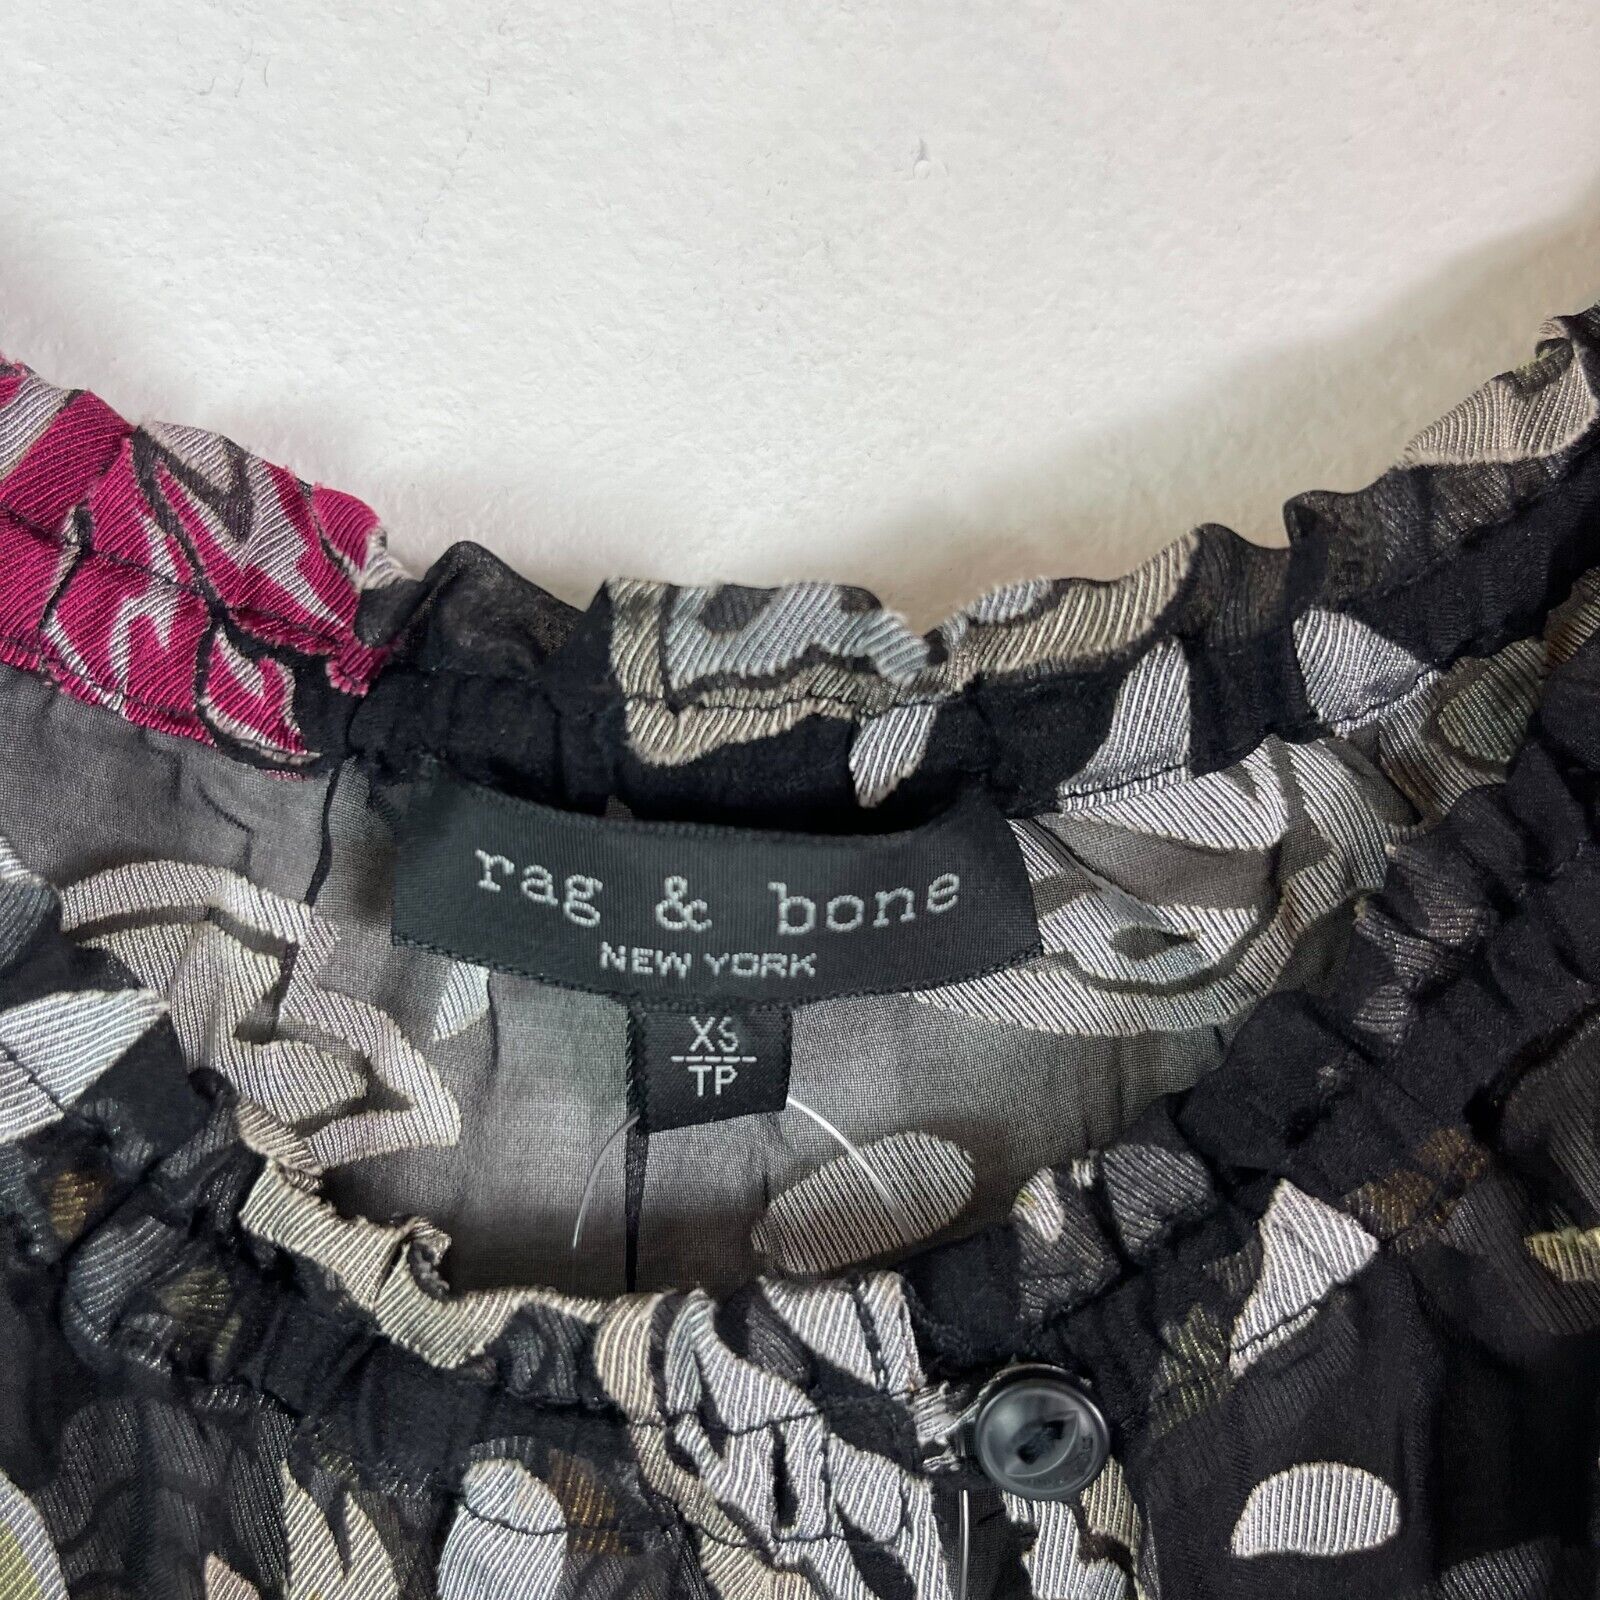 rag & bone
NEW YORK
XS
TP